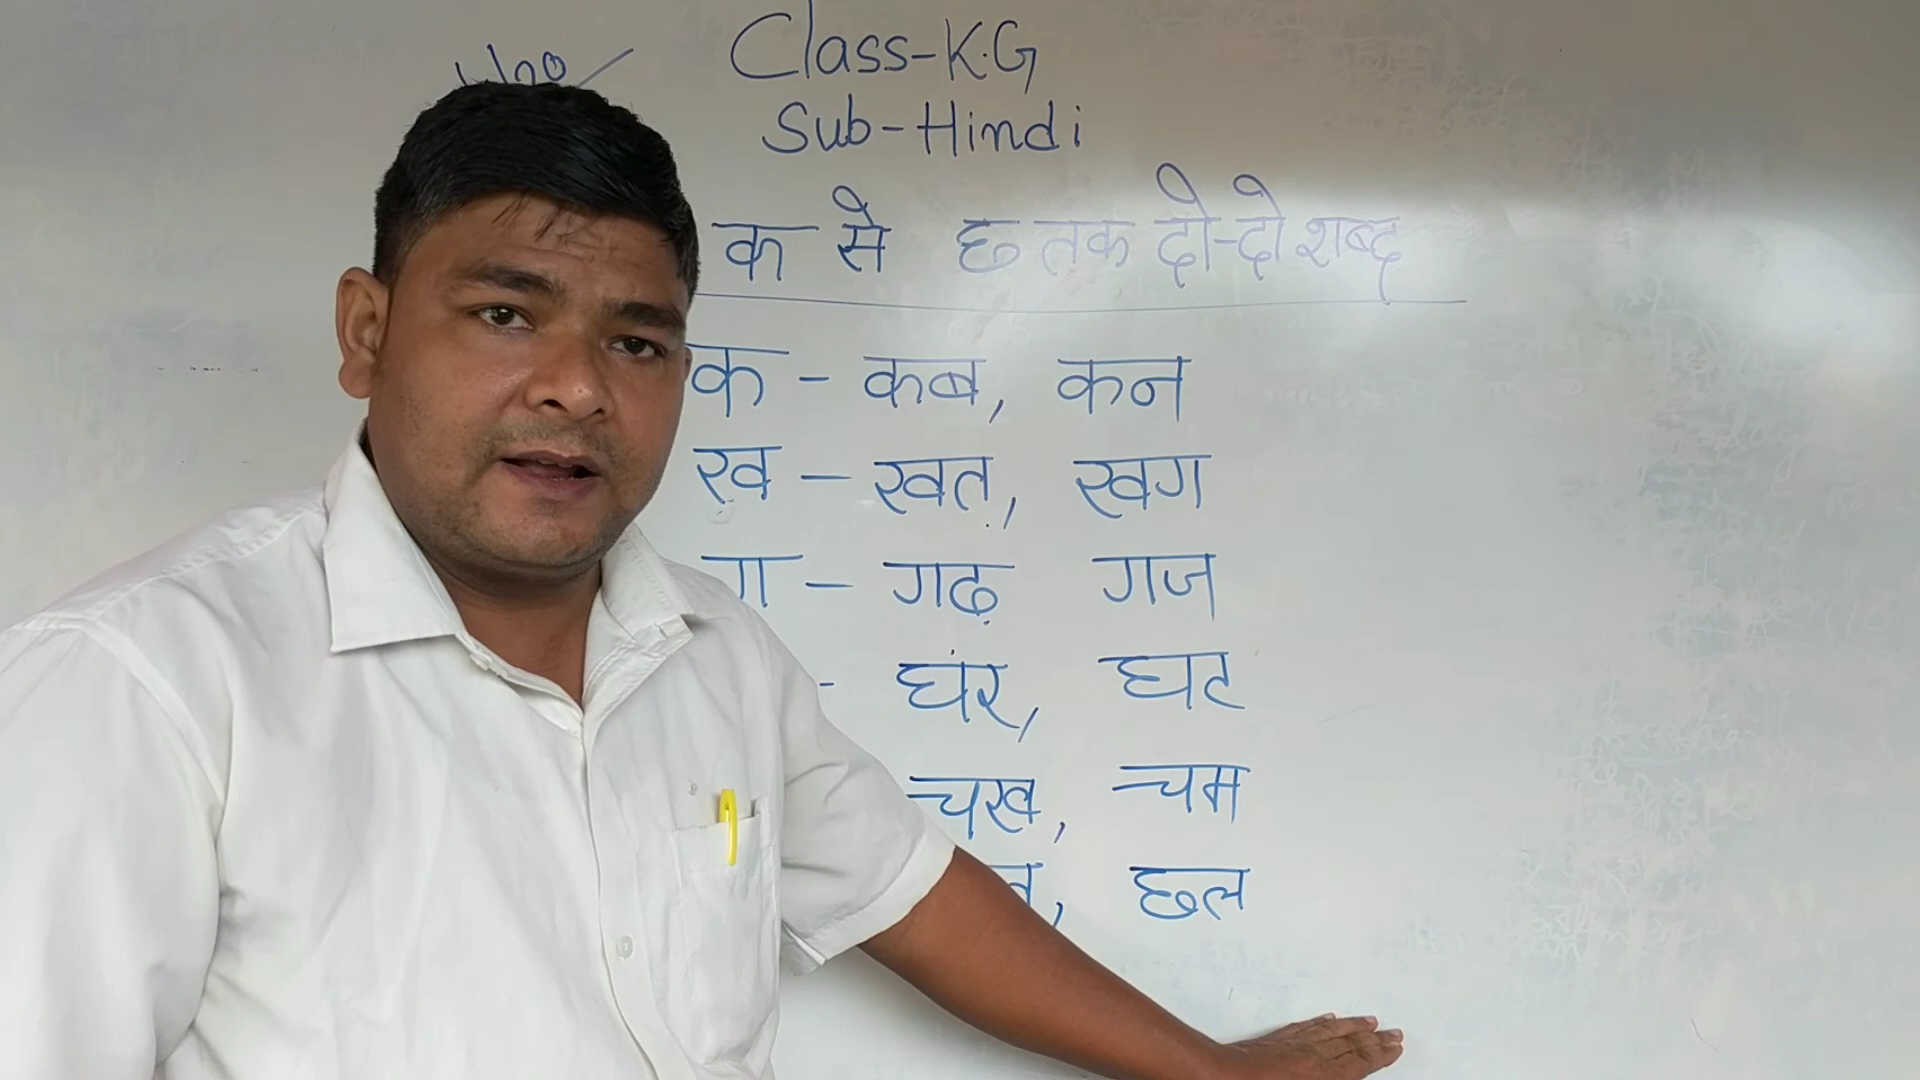 Class-K.G
Sub-Hindi
क से छ तक दो-दो शब्द
क - कब, कन
ख - खत, खग
ग - गढ़ गज
- घर, घट
चख, चम
, छल